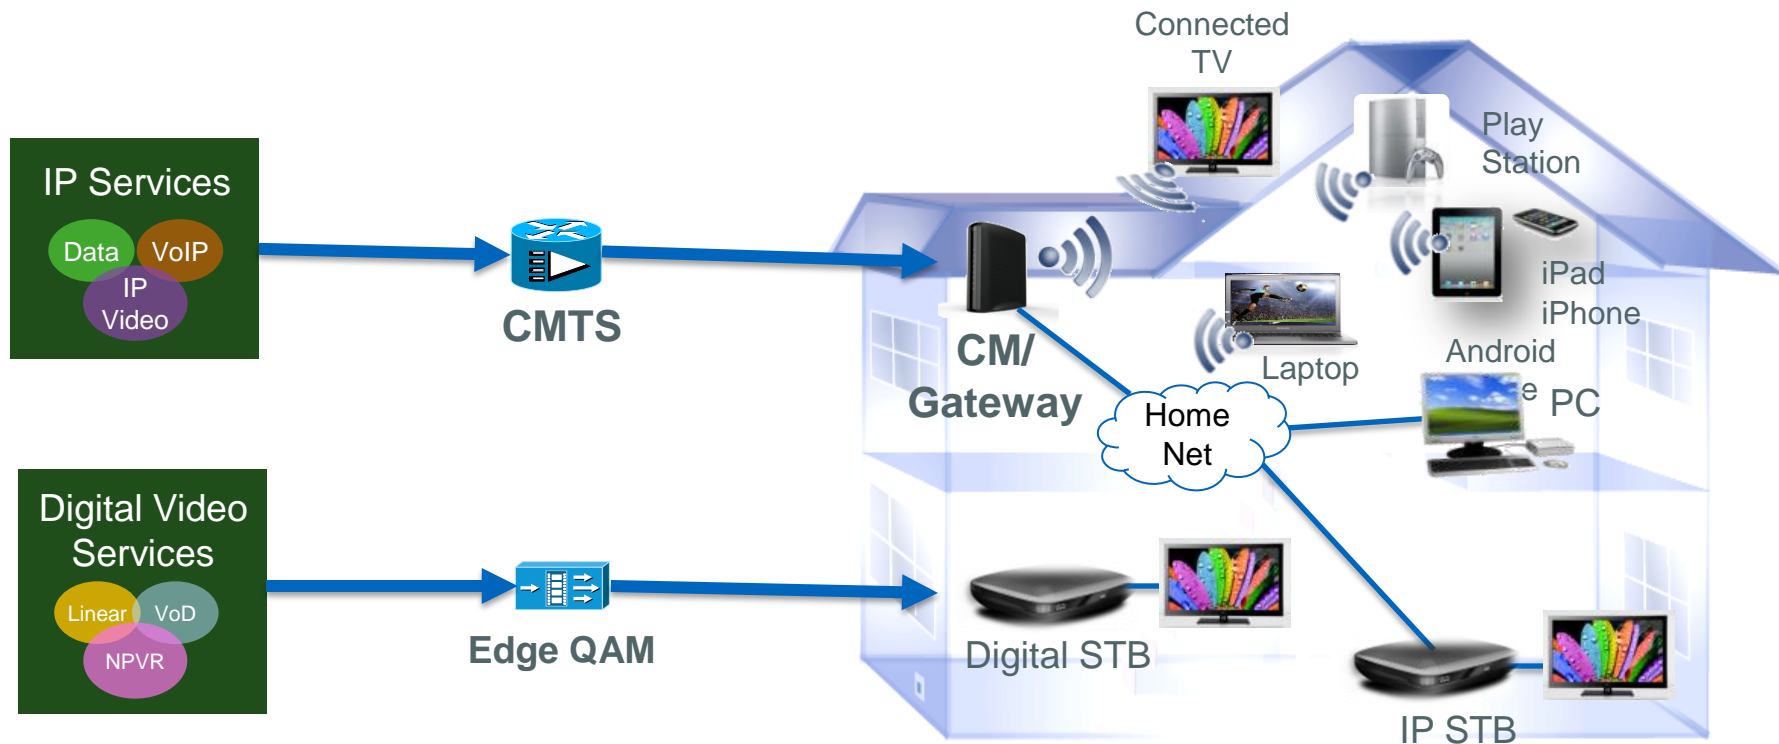 Connected
TV
Play
Station
IP Services
Data
VoIP
IP
Video
CMTS
CM/
Gateway
iPad
iPhone
Android
e
PC
Laptop
Home
Net
Digital Video
Services
Linear
VoD
NPVR
Edge QAM
Digital STB
IP STB